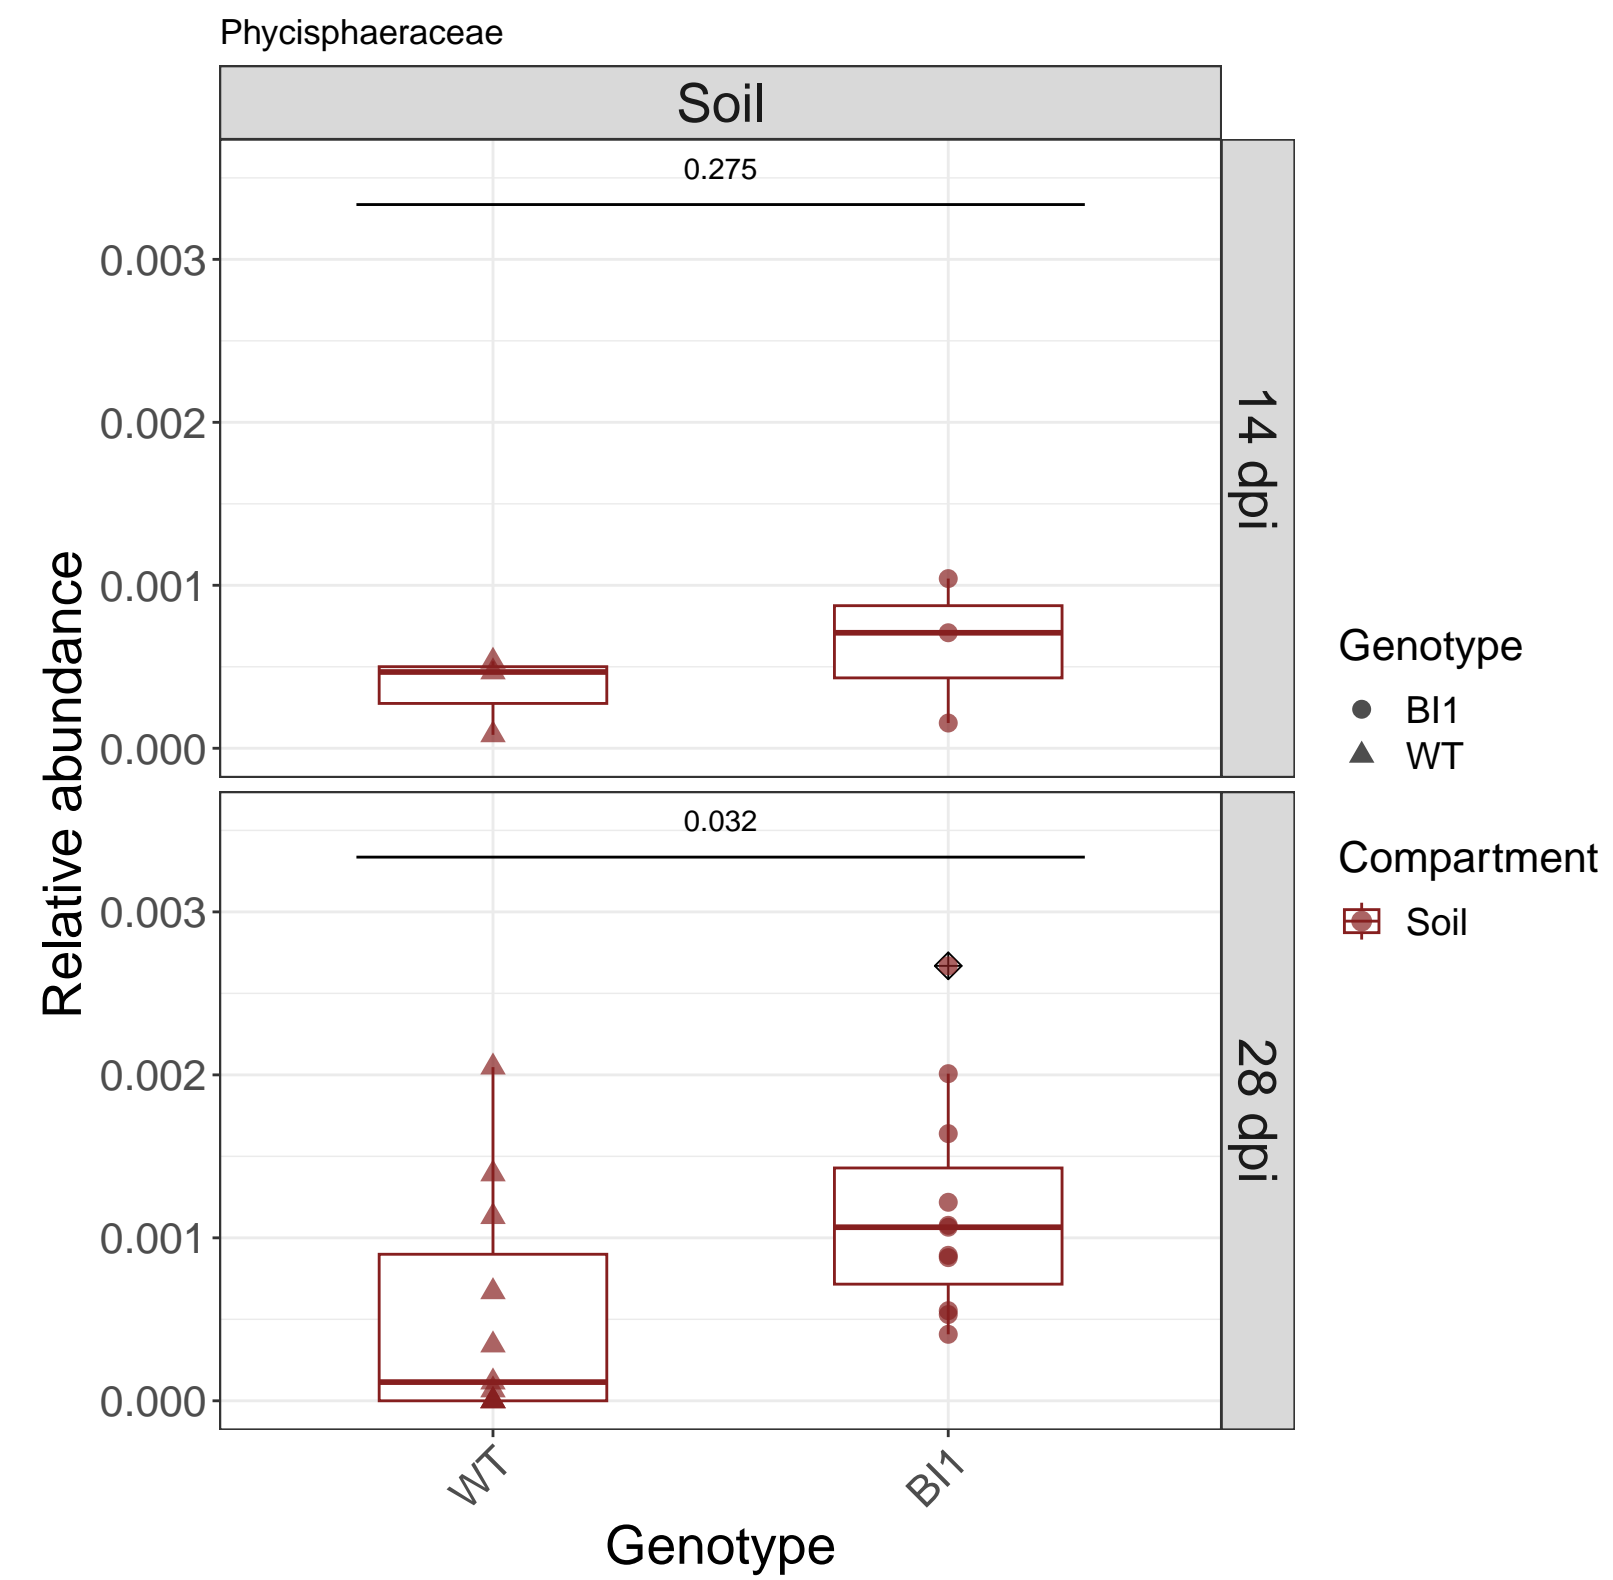 Phycisphaeraceae
Soil
0.275
0.003
0.002
0.001
0.000
14 dpi
0.032
0.003
0.002
0.001
0.000
28 dpi
Relative abundance
WT
BI1
Genotype
Genotype
BI1
WT
Compartment
Soil